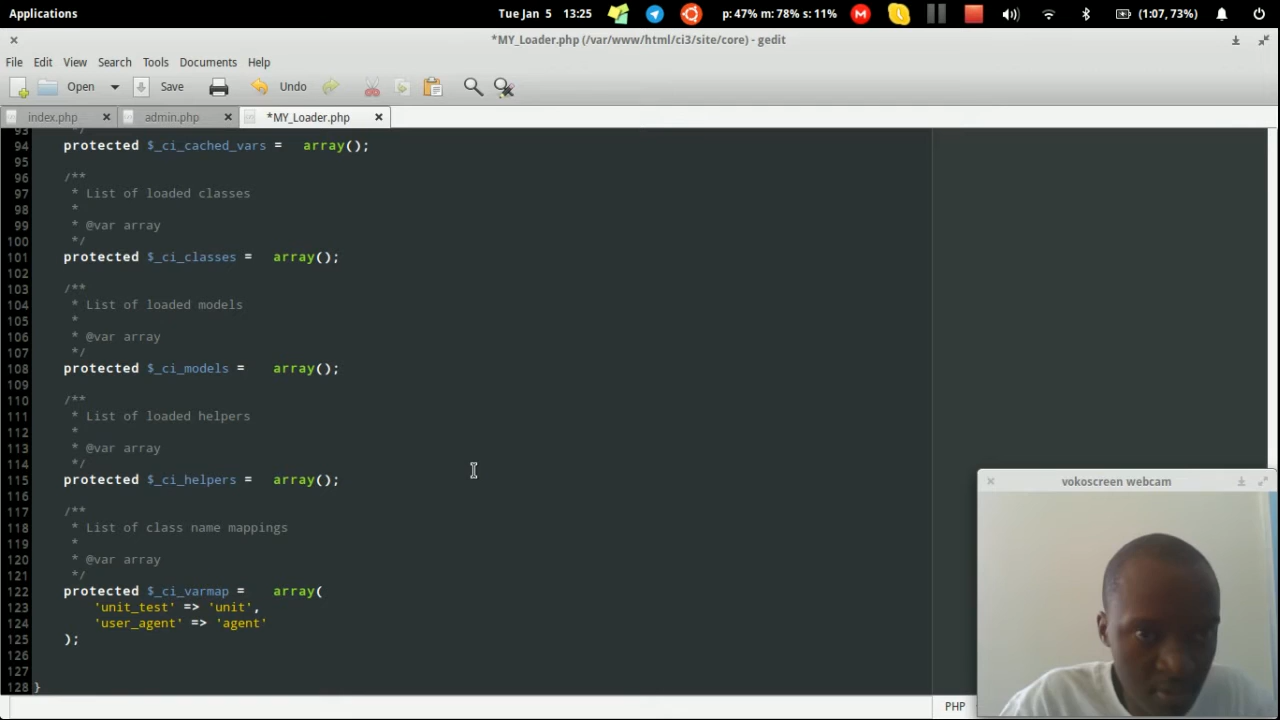 Applications
Tue Jan 5 13:25
p: 47% m: 78% s: 11%
(1:07, 73%)
*MY_Loader.php (/var/www/html/ci3/site/core) - gedit
File Edit View Search Tools Documents Help
Open Save Undo
index.php admin.php *MY_Loader.php
93 */
94 protected $_ci_cached_vars = array();
95
96 /**
97 * List of loaded classes
98 *
99 * @var array
100 */
101 protected $_ci_classes = array();
102
103 /**
104 * List of loaded models
105 *
106 * @var array
107 */
108 protected $_ci_models = array();
109
110 /**
111 * List of loaded helpers
112 *
113 * @var array
114 */
115 protected $_ci_helpers = array();
116
117 /**
118 * List of class name mappings
119 *
120 * @var array
121 */
122 protected $_ci_varmap = array(
123 'unit_test' => 'unit',
124 'user_agent' => 'agent'
125 );
126
127
128 }
PHP
vokoscreen webcam